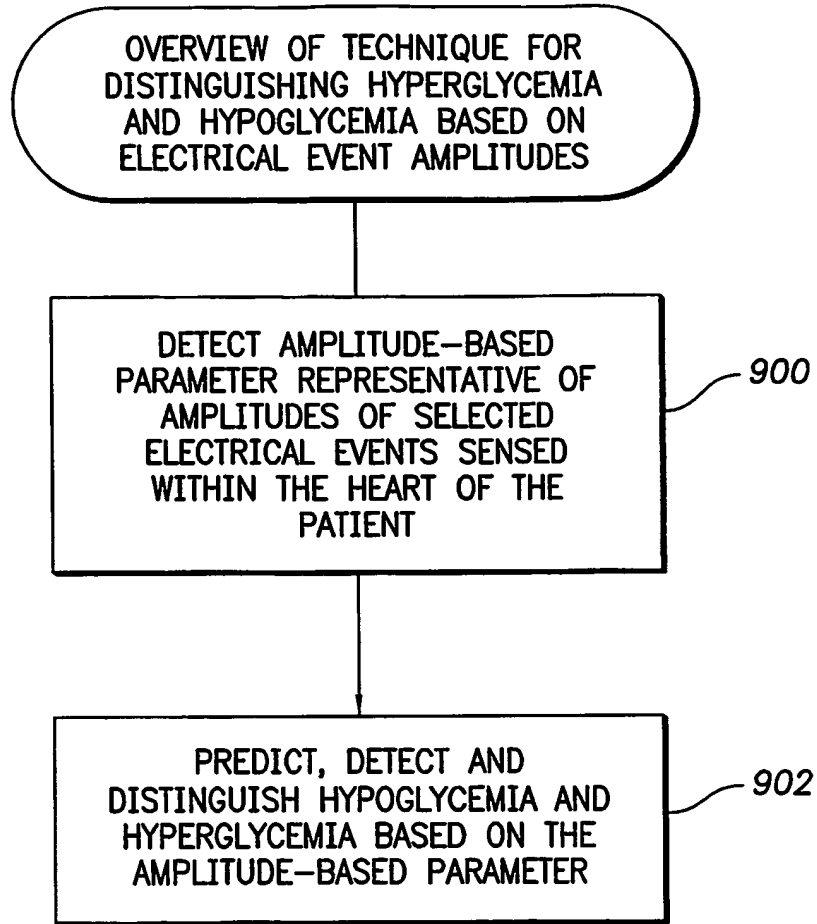 OVERVIEW OF TECHNIQUE FOR
DISTINGUISHING HYPERGLYCEMIA
AND HYPOGLYCEMIA BASED ON
ELECTRICAL EVENT AMPLITUDES
DETECT AMPLITUDE–BASED
PARAMETER REPRESENTATIVE OF
AMPLITUDES OF SELECTED
ELECTRICAL EVENTS SENSED
WITHIN THE HEART OF THE
PATIENT
900
PREDICT, DETECT AND
DISTINGUISH HYPOGLYCEMIA AND
HYPERGLYCEMIA BASED ON THE
AMPLITUDE–BASED PARAMETER
902